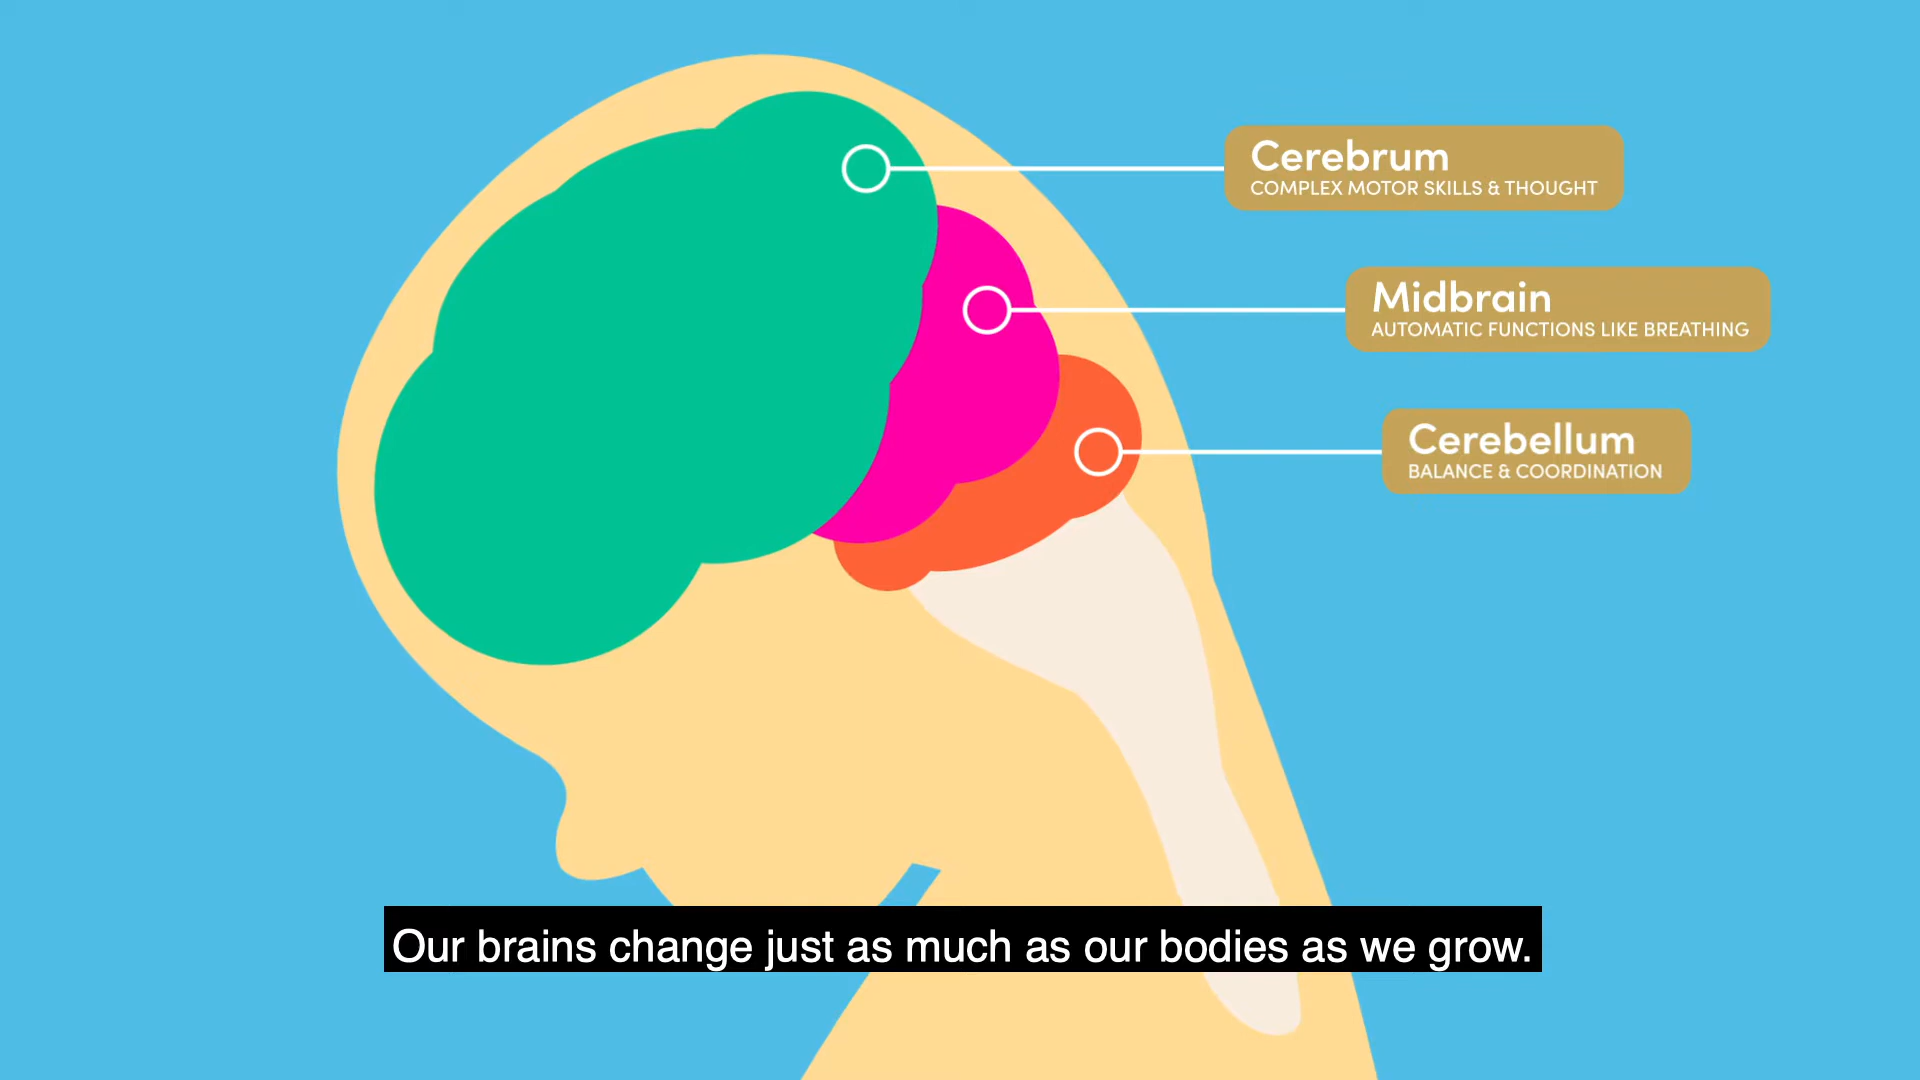 Cerebrum
COMPLEX MOTOR SKILLS & THOUGHT
Midbrain
AUTOMATIC FUNCTIONS LIKE BREATHING
Cerebellum
BALANCE & COORDINATION
Our brains change just as much as our bodies as we grow.